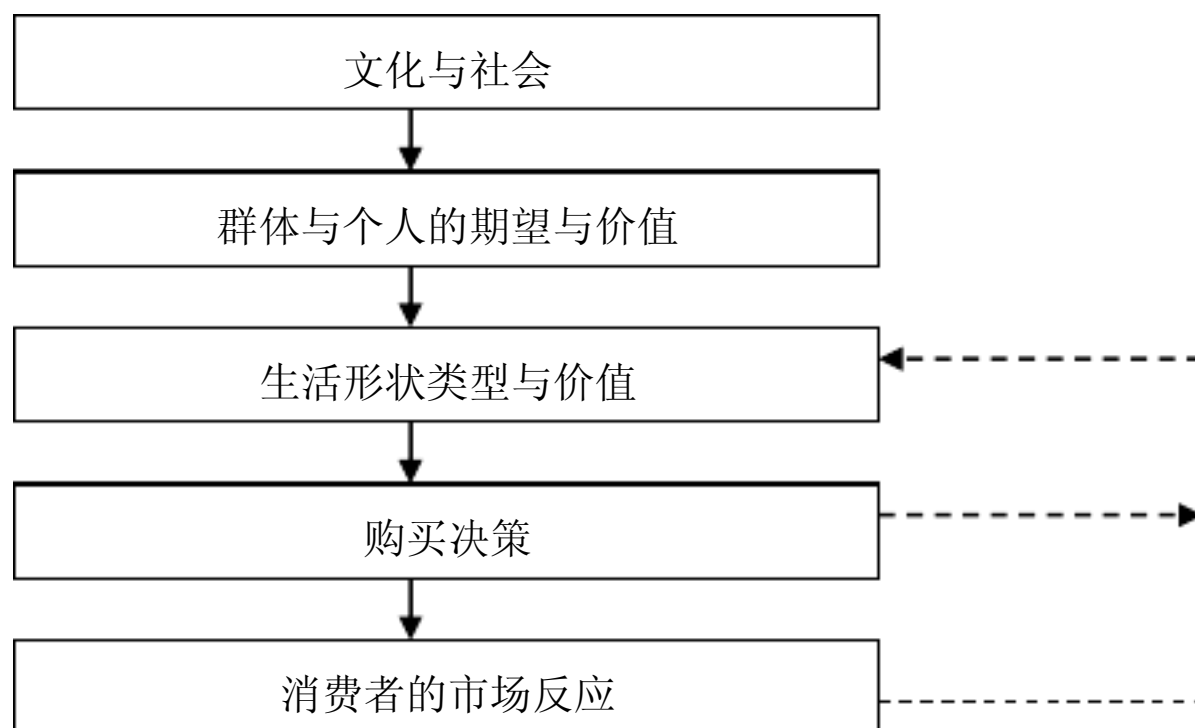 文化与社会
群体与个人的期望与价值
生活形状类型与价值
购买决策
消费者的市场反应